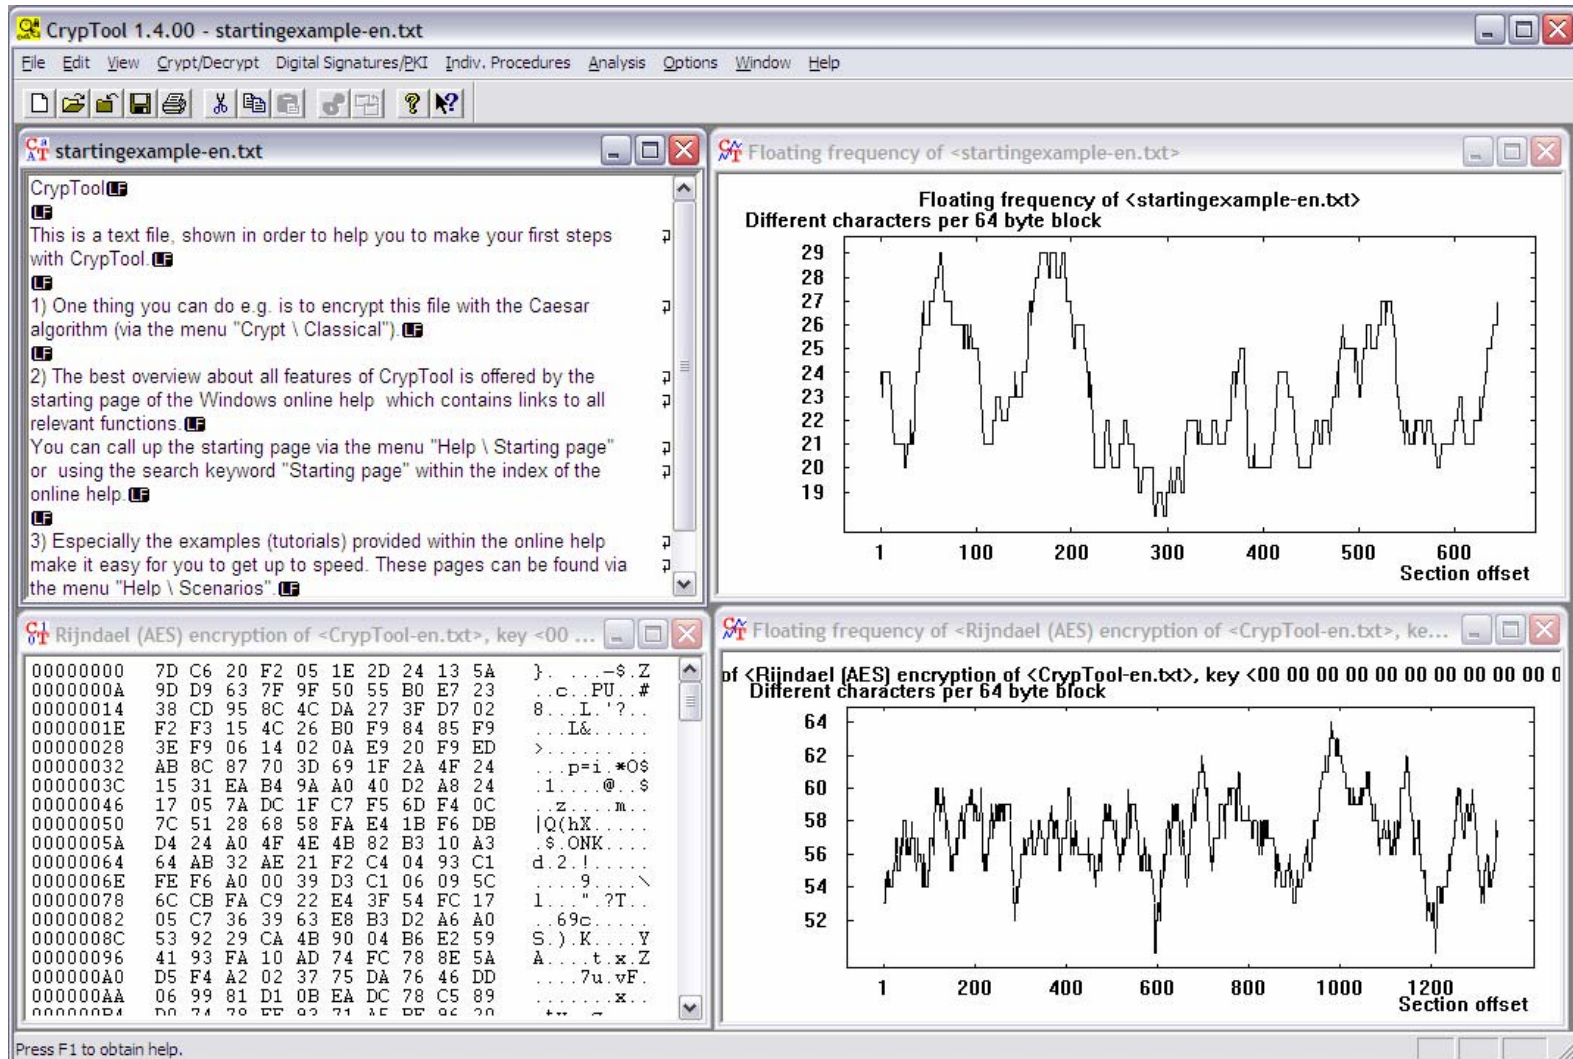 CrypTool 1.4.00 - startingexample-en.txt
File Edit View Crypt/Decrypt Digital Signatures/PKI Indiv. Procedures Analysis Options Window Help
startingexample-en.txt
CrypTool LF
LF
This is a text file, shown in order to help you to make your first steps
with CrypTool. LF
LF
1) One thing you can do e.g. is to encrypt this file with the Caesar
algorithm (via the menu "Crypt \ Classical"). LF
LF
2) The best overview about all features of CrypTool is offered by the
starting page of the Windows online help  which contains links to all
relevant functions. LF
You can call up the starting page via the menu "Help \ Starting page"
or  using the search keyword "Starting page" within the index of the
online help. LF
LF
3) Especially the examples (tutorials) provided within the online help
make it easy for you to get up to speed. These pages can be found via
the menu "Help \ Scenarios". LF
Floating frequency of <startingexample-en.txt>
Floating frequency of <startingexample-en.txt>
Different characters per 64 byte block
29
28
27
26
25
24
23
22
21
20
19
1 100 200 300 400 500 600
Section offset
Rijndael (AES) encryption of <CrypTool-en.txt>, key <00 ...
00000000 7D C6 20 F2 05 1E 2D 24 13 5A }. ...-$.Z
0000000A 9D D9 63 7F 9F 50 55 B0 E7 23 ..c..PU..#
00000014 38 CD 95 8C 4C DA 27 3F D7 02 8...L.'?..
0000001E F2 F3 15 4C 26 B0 F9 84 85 F9 ...L&.....
00000028 3E F9 06 14 02 0A E9 20 F9 ED >...... ..
00000032 AB 8C 87 70 3D 69 1F 2A 4F 24 ...p=i.*O$
0000003C 15 31 EA B4 9A A0 40 D2 A8 24 .1....@..$
00000046 17 05 7A DC 1F C7 F5 6D F4 0C ..z....m..
00000050 7C 51 28 68 58 FA E4 1B F6 DB |Q(hX.....
0000005A D4 24 A0 4F 4E 4B 82 B3 10 A3 .$.ONK....
00000064 64 AB 32 AE 21 F2 C4 04 93 C1 d.2.!.....
0000006E FE F6 A0 00 39 D3 C1 06 09 5C ....9....\
00000078 6C CB FA C9 22 E4 3F 54 FC 17 l...".?T..
00000082 05 C7 36 39 63 E8 B3 D2 A6 A0 ..69c.....
0000008C 53 92 29 CA 4B 90 04 B6 E2 59 S.).K....Y
00000096 41 93 FA 10 AD 74 FC 78 8E 5A A....t.x.Z
000000A0 D5 F4 A2 02 37 75 DA 76 46 DD ....7u.vF.
000000AA 06 99 81 D1 0B EA DC 78 C5 89 .......x..
Floating frequency of <Rijndael (AES) encryption of <CrypTool-en.txt>, ke...
of <Rijndael (AES) encryption of <CrypTool-en.txt>, key <00 00 00 00 00 00 00 00 00 00 00 0
Different characters per 64 byte block
64
62
60
58
56
54
52
1 200 400 600 800 1000 1200
Section offset
Press F1 to obtain help.